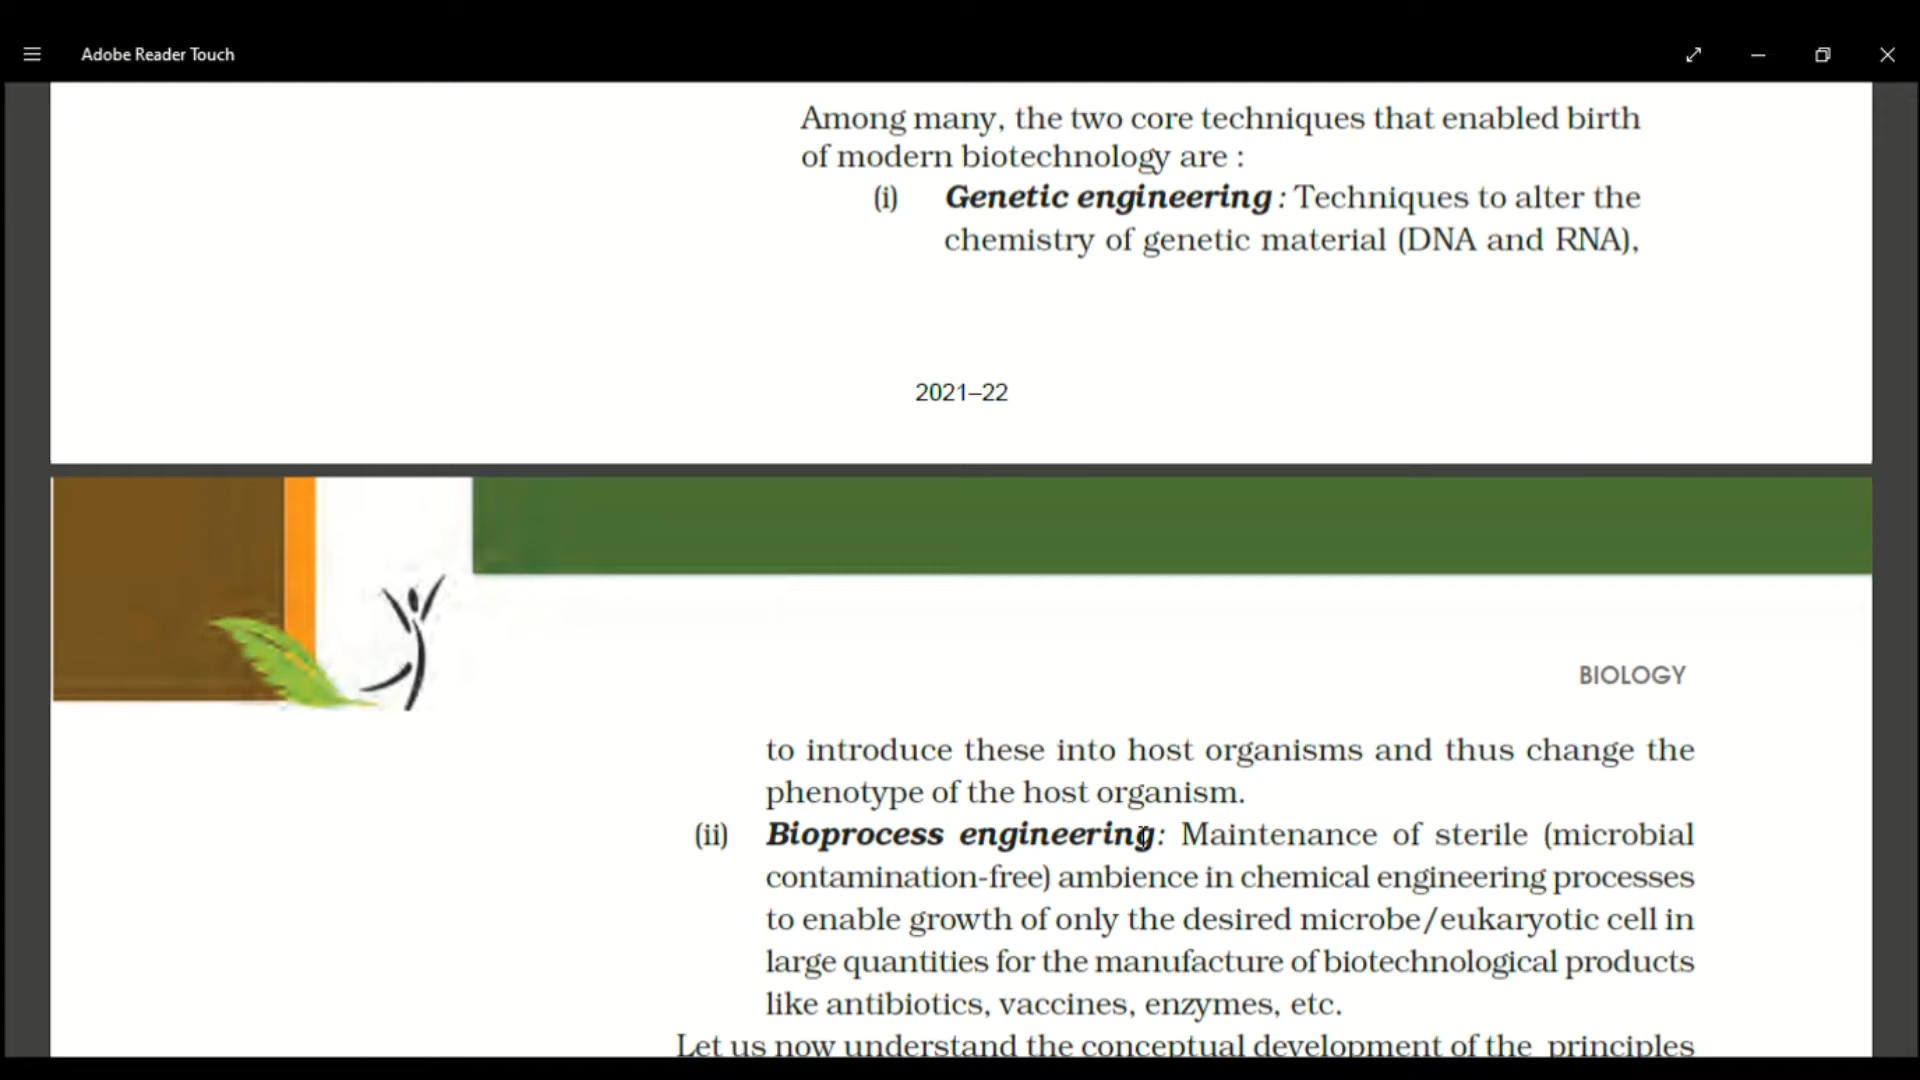 Adobe Reader Touch
Among many, the two core techniques that enabled birth
of modern biotechnology are :
(i) Genetic engineering : Techniques to alter the
chemistry of genetic material (DNA and RNA),
2021–22
BIOLOGY
to introduce these into host organisms and thus change the
phenotype of the host organism.
(ii) Bioprocess engineering: Maintenance of sterile (microbial
contamination-free) ambience in chemical engineering processes
to enable growth of only the desired microbe/eukaryotic cell in
large quantities for the manufacture of biotechnological products
like antibiotics, vaccines, enzymes, etc.
Let us now understand the conceptual development of the principles